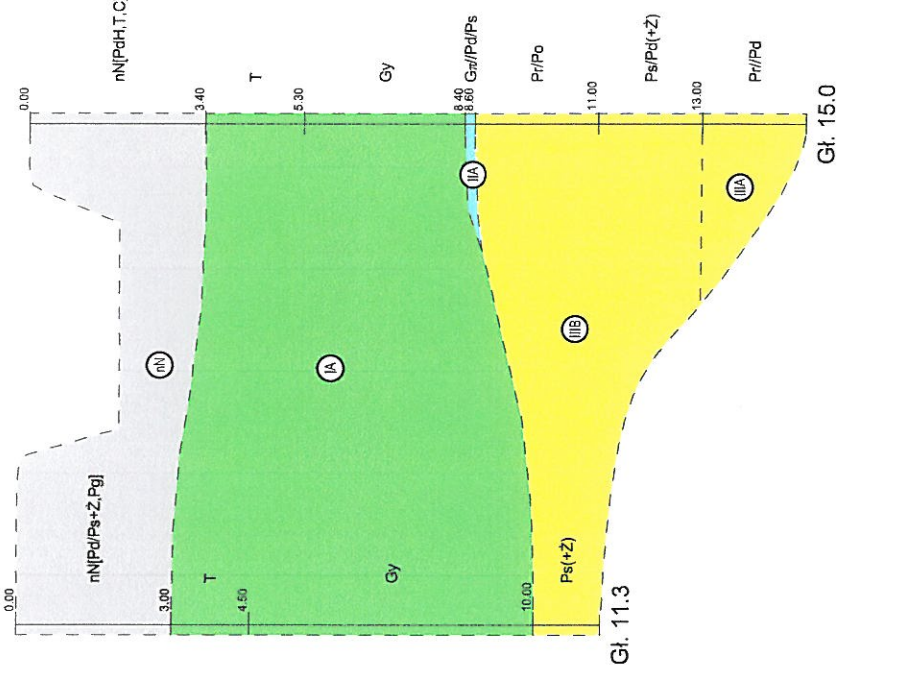 0.00
nN[Pd/Ps+Ż,Pg]
3.00
T
4.50
Gy
10.00
Ps(+Ż)
Gł. 11.3
nN
IA
IIA
IIIB
IIIA
0.00
nN[PdH,T,C
3.40
T
5.30
Gy
8.40
8.60
Gπ//Pd/Ps
Pr/Po
11.00
Ps/Pd(+Ż)
13.00
Pr//Pd
Gł. 15.0